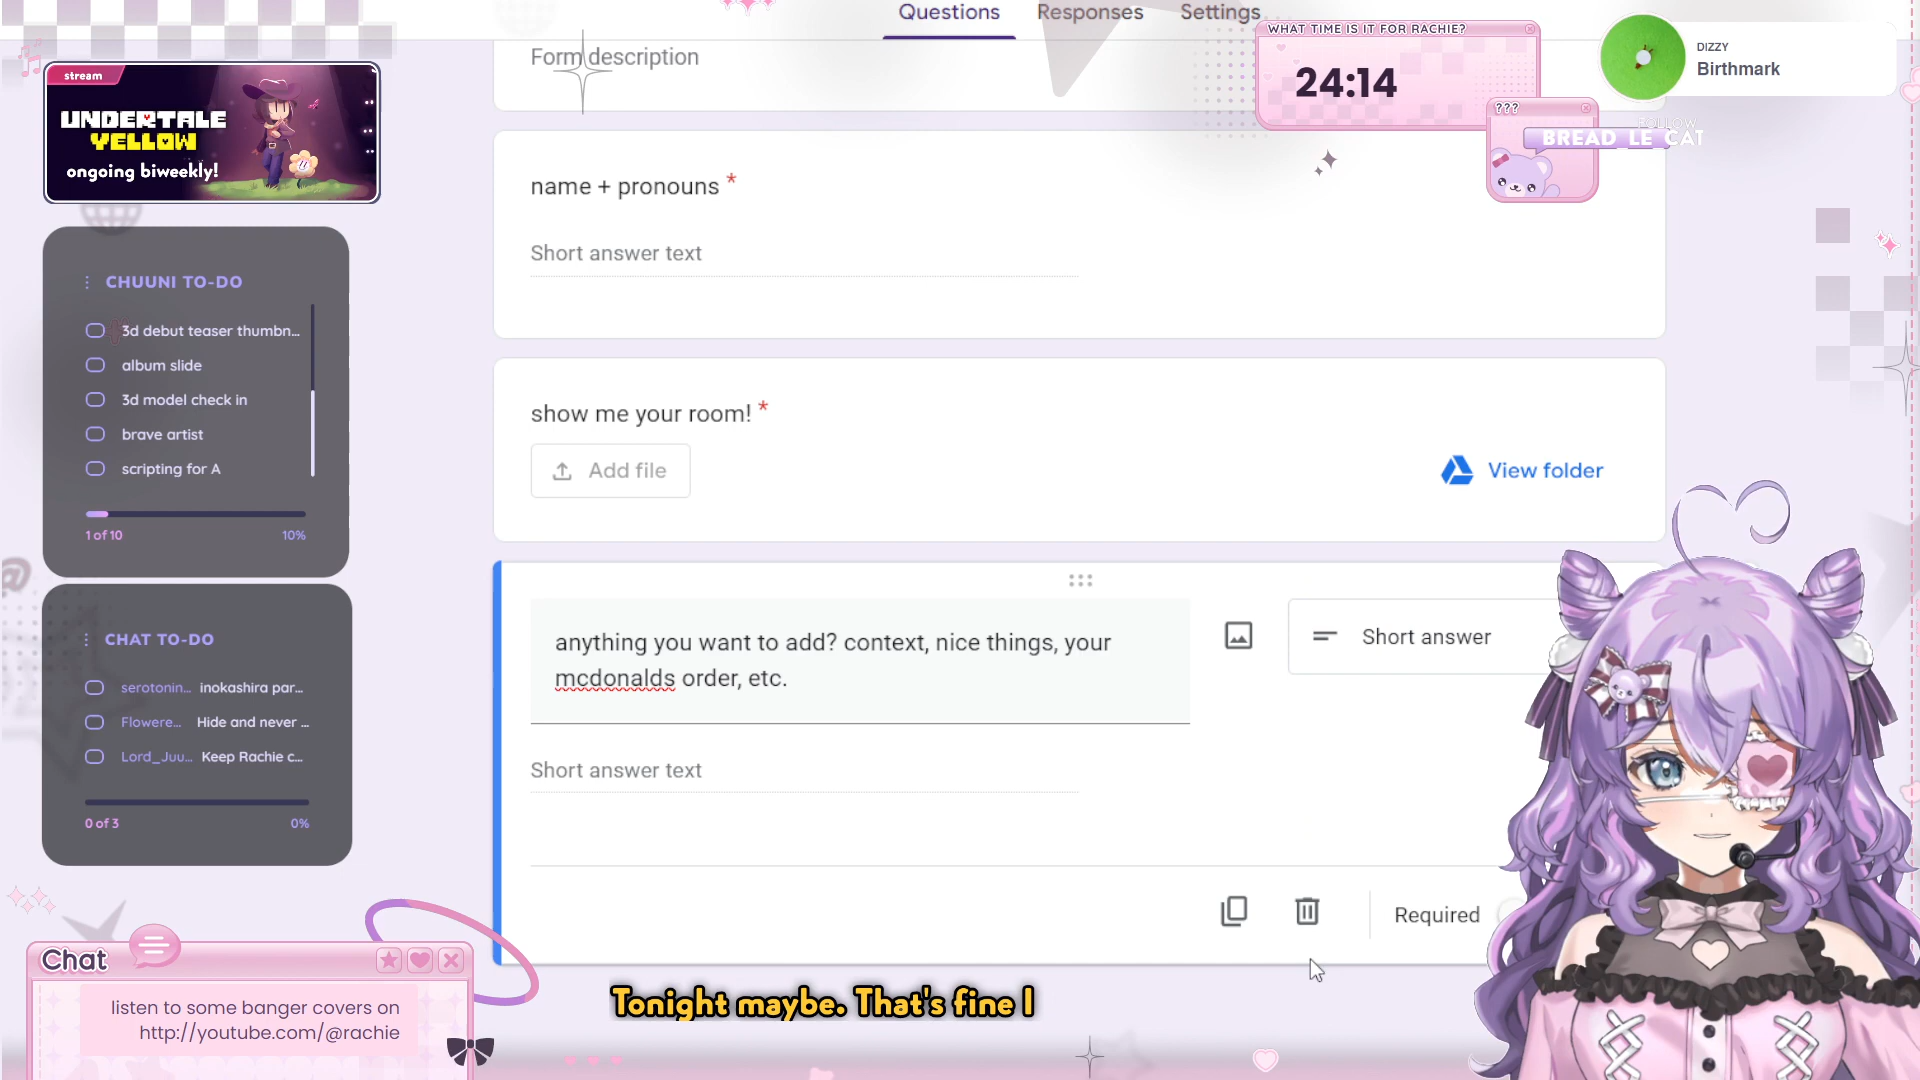 Questions
Responses
Settings
Form description
stream
UNDERTALE
YELLOW
ongoing biweekly!
WHAT TIME IS IT FOR RACHIE?
24:14
DIZZY
Birthmark
???
FOLLOW
BREAD_LE_CAT
name + pronouns *
Short answer text
CHUUNI TO-DO
3d debut teaser thumbn...
album slide
3d model check in
brave artist
scripting for A
1 of 10
10%
show me your room! *
Add file
View folder
CHAT TO-DO
serotonin... inokashira par...
Flowere... Hide and never ...
Lord_Juu... Keep Rachie c...
0 of 3
0%
anything you want to add? context, nice things, your
mcdonalds order, etc.
Short answer
Short answer text
Required
Chat
listen to some banger covers on
http://youtube.com/@rachie
Tonight maybe. That's fine I